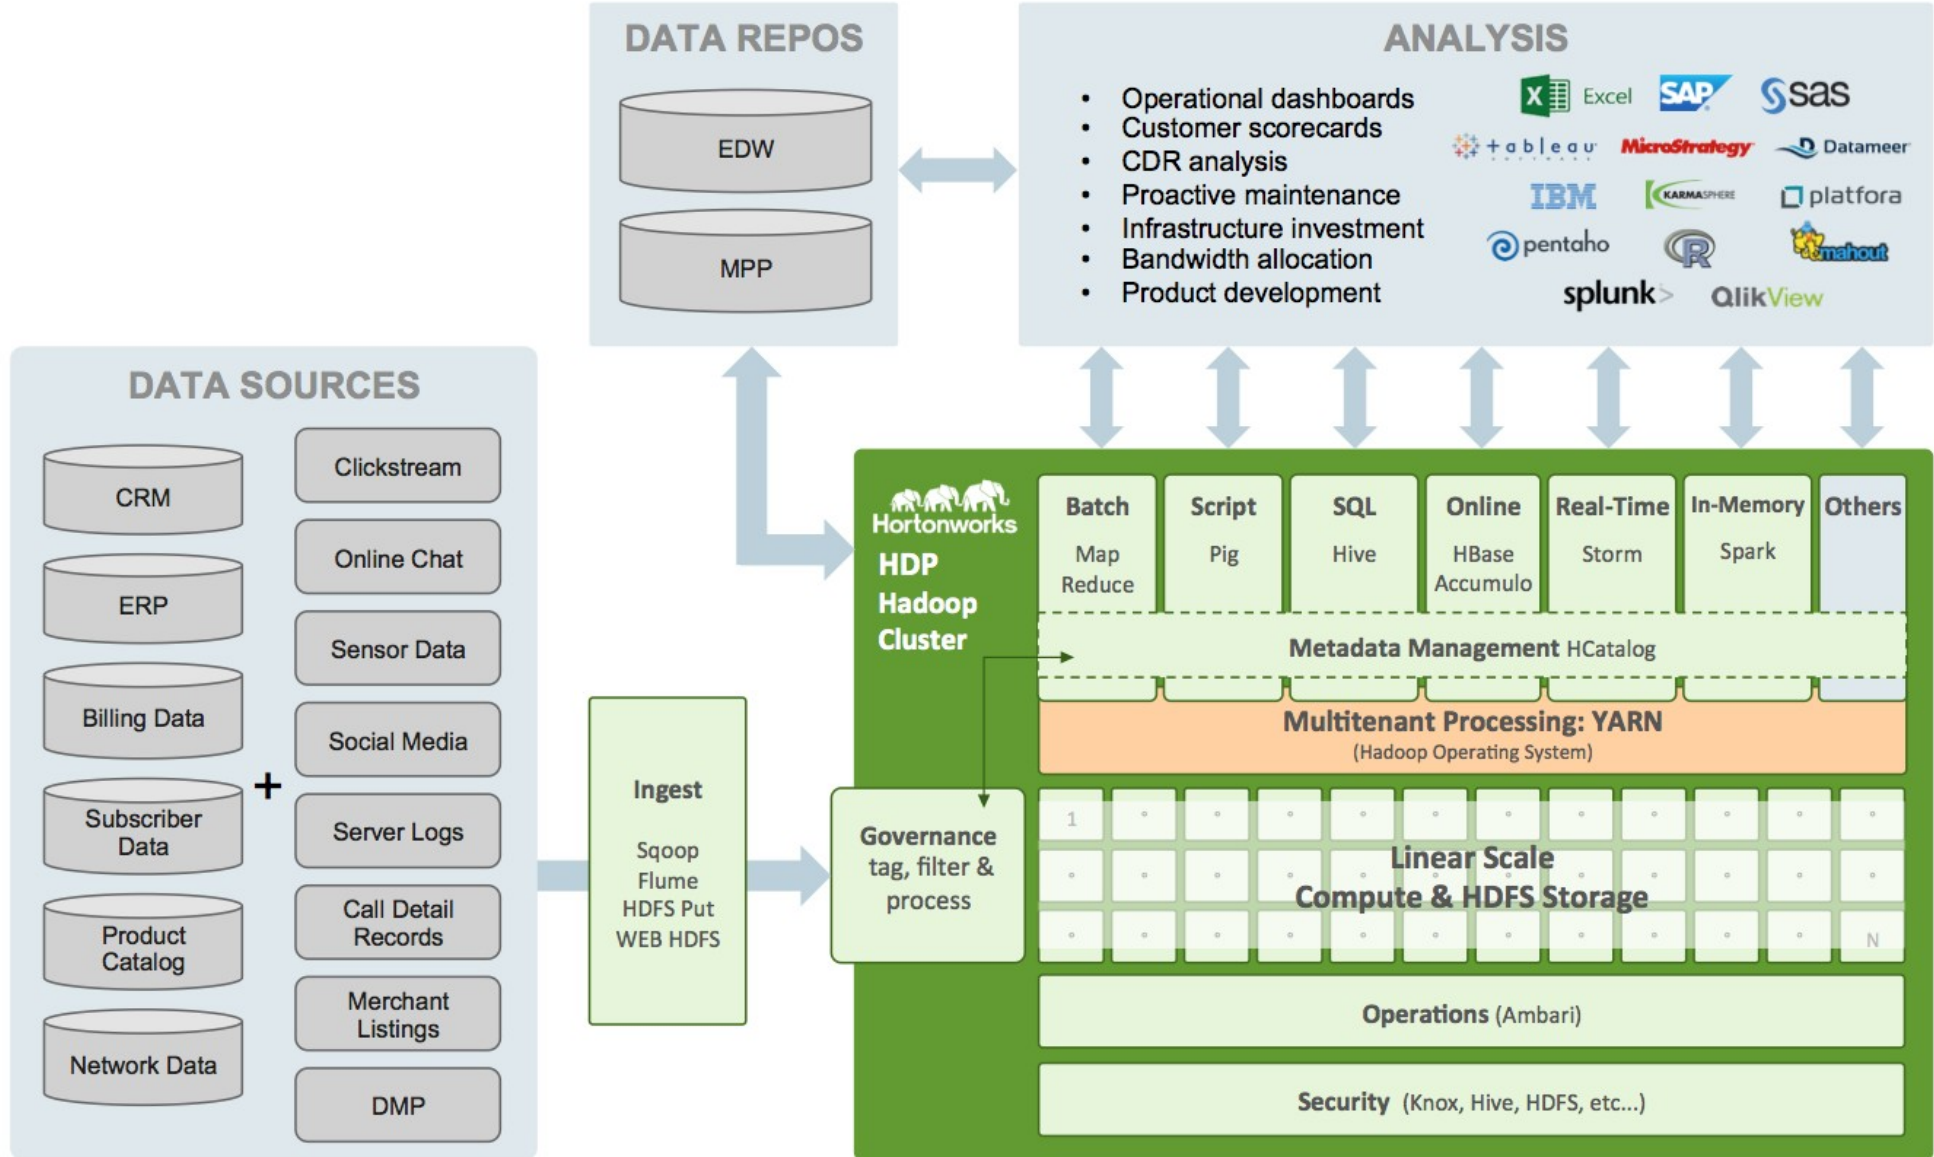 DATA REPOS
EDW
MPP
ANALYSIS
• Operational dashboards
• Customer scorecards
• CDR analysis
• Proactive maintenance
• Infrastructure investment
• Bandwidth allocation
• Product development
X Excel
SAP
sas
+ableau
SOFTWARE
MicroStrategy
Datameer
IBM
KARMASPHERE
platfora
pentaho
R
mahout
splunk>
QlikView
DATA SOURCES
CRM
ERP
Billing Data
Subscriber
Data
Product
Catalog
Network Data
+
Clickstream
Online Chat
Sensor Data
Social Media
Server Logs
Call Detail
Records
Merchant
Listings
DMP
Ingest
Sqoop
Flume
HDFS Put
WEB HDFS
Governance
tag, filter &
process
Hortonworks
HDP
Hadoop
Cluster
Batch
Map
Reduce
Script
Pig
SQL
Hive
Online
HBase
Accumulo
Real-Time
Storm
In-Memory
Spark
Others
Metadata Management HCatalog
Multitenant Processing: YARN
(Hadoop Operating System)
1
Linear Scale
Compute & HDFS Storage
N
Operations (Ambari)
Security (Knox, Hive, HDFS, etc...)